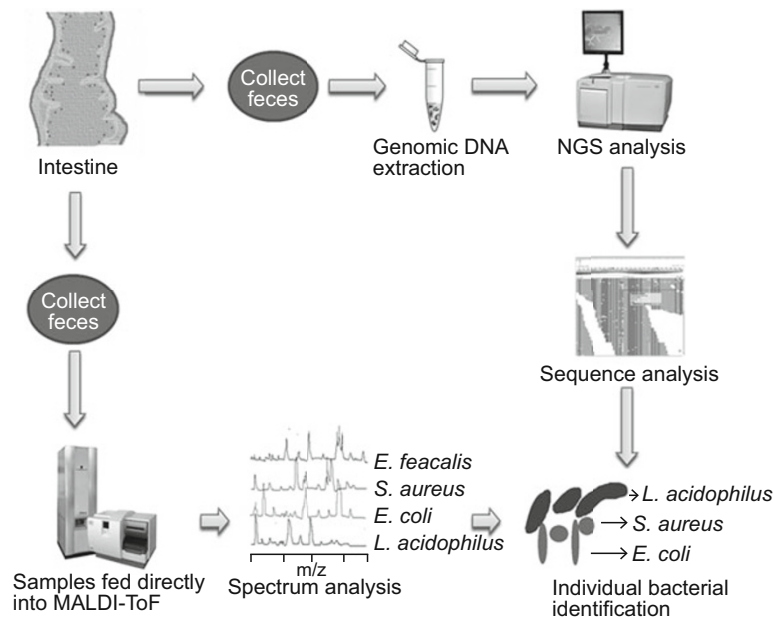 Collect
feces
Intestine
Genomic DNA
extraction
NGS analysis
Collect
feces
Sequence analysis
E. feacalis
S. aureus
E. coli
L. acidophilus
m/z
Spectrum analysis
Samples fed directly
into MALDI-ToF
L. acidophilus
S. aureus
E. coli
Individual bacterial
identification